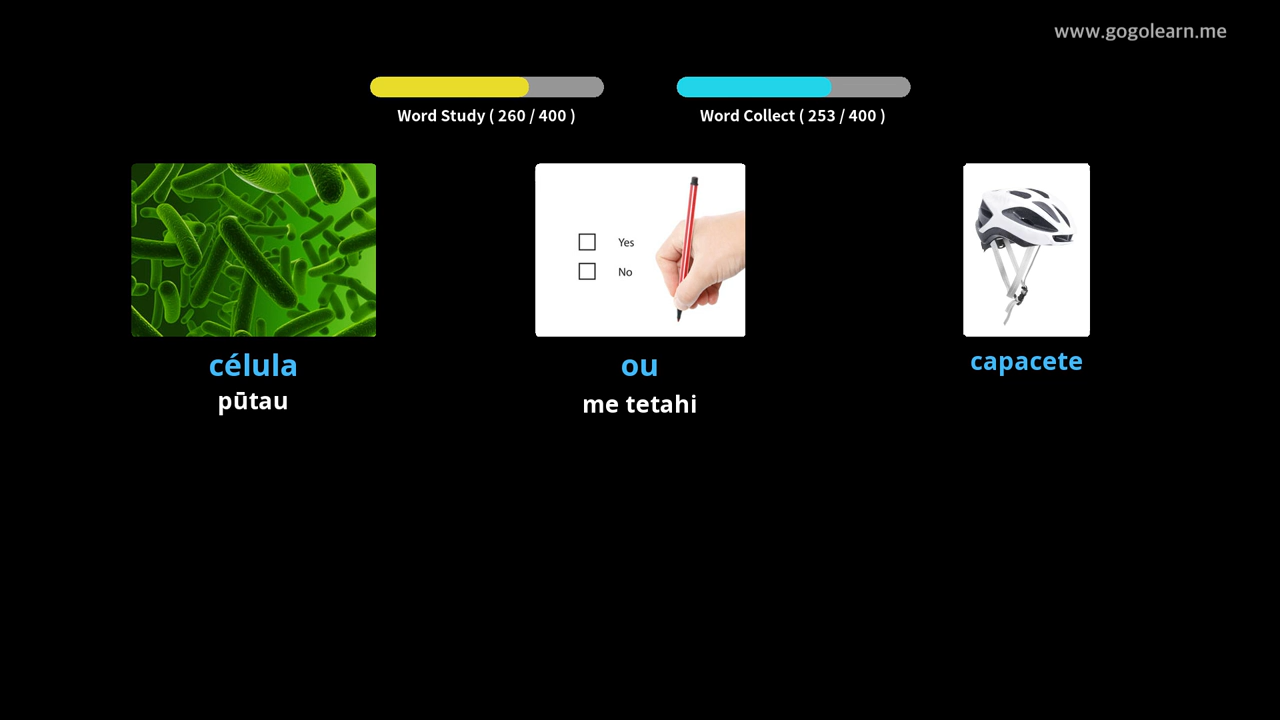 www.gogolearn.me
Word Study ( 260 / 400 )
Word Collect ( 253 / 400 )
Yes
No
célula
ou
capacete
pūtau
me tetahi